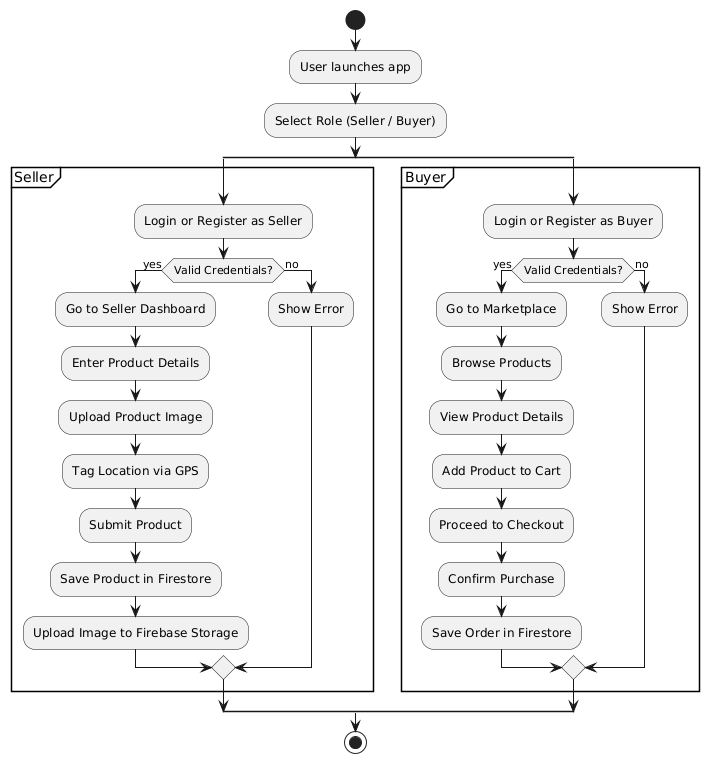 User launches app
Select Role (Seller / Buyer)
Seller
Login or Register as Seller
Valid Credentials?
yes
no
Go to Seller Dashboard
Show Error
Enter Product Details
Upload Product Image
Tag Location via GPS
Submit Product
Save Product in Firestore
Upload Image to Firebase Storage
Buyer
Login or Register as Buyer
Valid Credentials?
yes
no
Go to Marketplace
Show Error
Browse Products
View Product Details
Add Product to Cart
Proceed to Checkout
Confirm Purchase
Save Order in Firestore